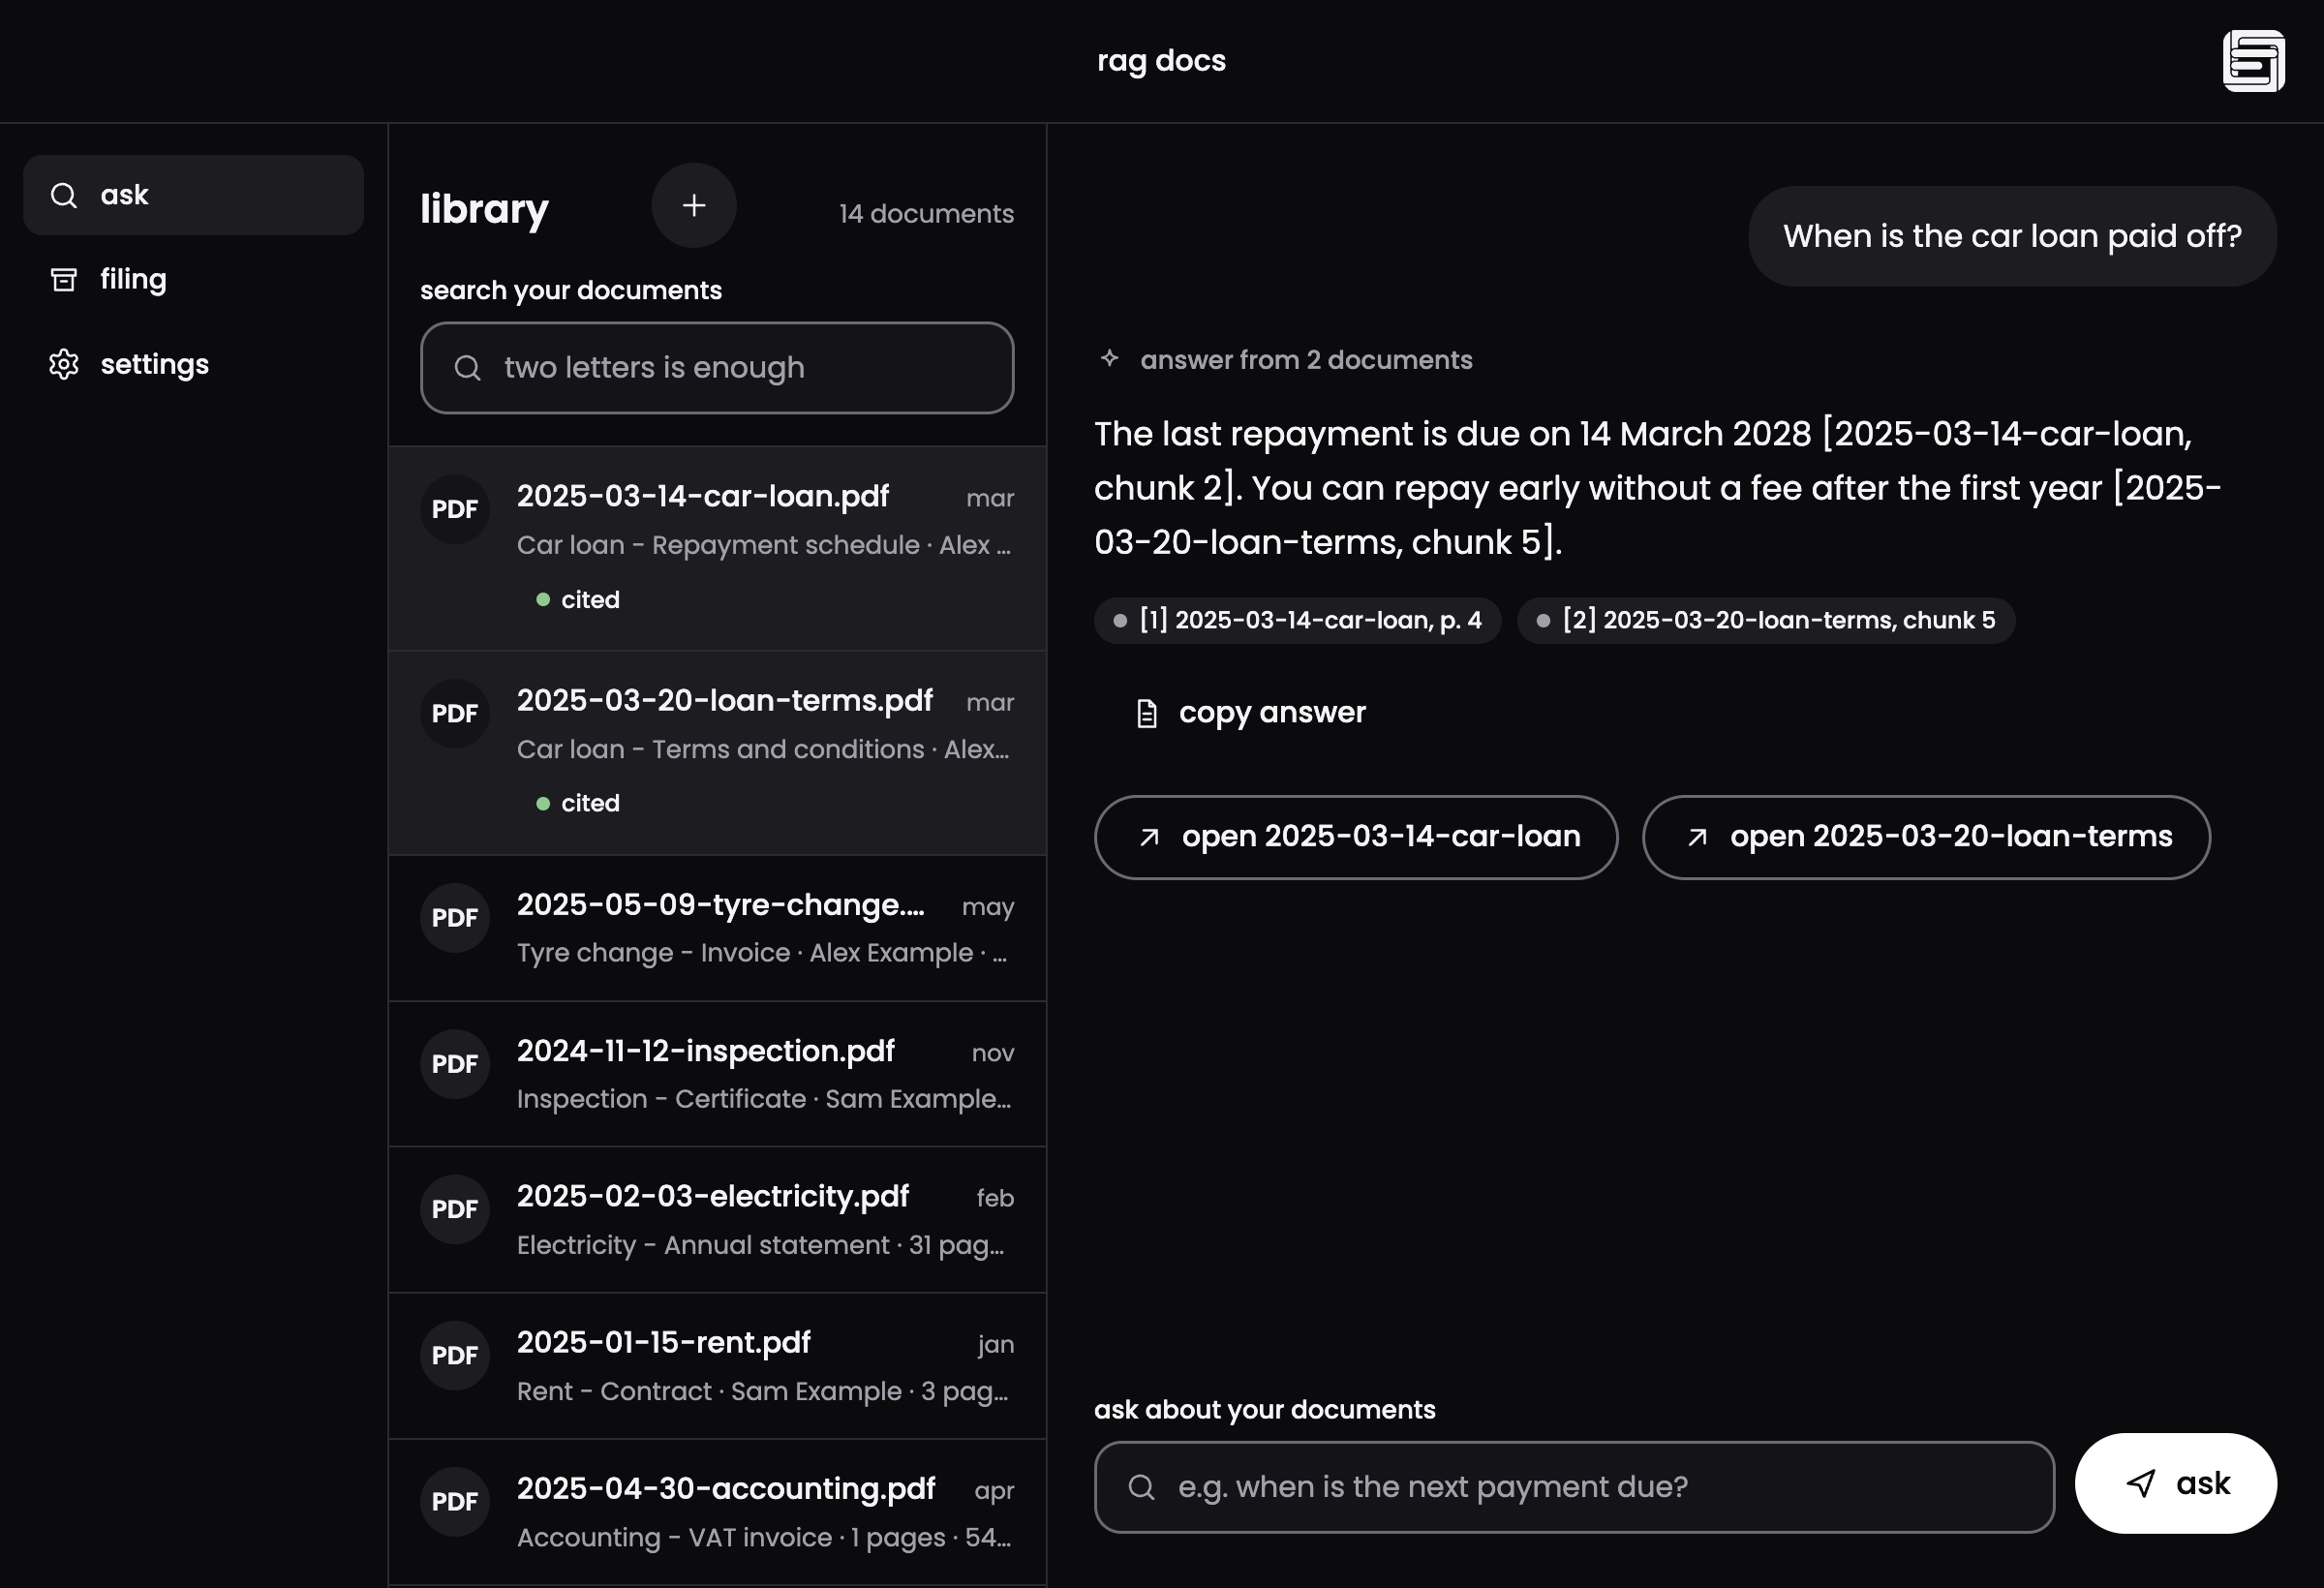 rag docs
ask
filing
settings
library
14 documents
search your documents
two letters is enough
PDF
2025-03-14-car-loan.pdf
mar
Car loan - Repayment schedule · Alex ...
cited
PDF
2025-03-20-loan-terms.pdf
mar
Car loan - Terms and conditions · Alex...
cited
PDF
2025-05-09-tyre-change....
may
Tyre change - Invoice · Alex Example · ...
PDF
2024-11-12-inspection.pdf
nov
Inspection - Certificate · Sam Example...
PDF
2025-02-03-electricity.pdf
feb
Electricity - Annual statement · 31 pag...
PDF
2025-01-15-rent.pdf
jan
Rent - Contract · Sam Example · 3 pag...
PDF
2025-04-30-accounting.pdf
apr
Accounting - VAT invoice · 1 pages · 54...
When is the car loan paid off?
answer from 2 documents
The last repayment is due on 14 March 2028 [2025-03-14-car-loan,
chunk 2]. You can repay early without a fee after the first year [2025-
03-20-loan-terms, chunk 5].
[1] 2025-03-14-car-loan, p. 4
[2] 2025-03-20-loan-terms, chunk 5
copy answer
open 2025-03-14-car-loan
open 2025-03-20-loan-terms
ask about your documents
e.g. when is the next payment due?
ask